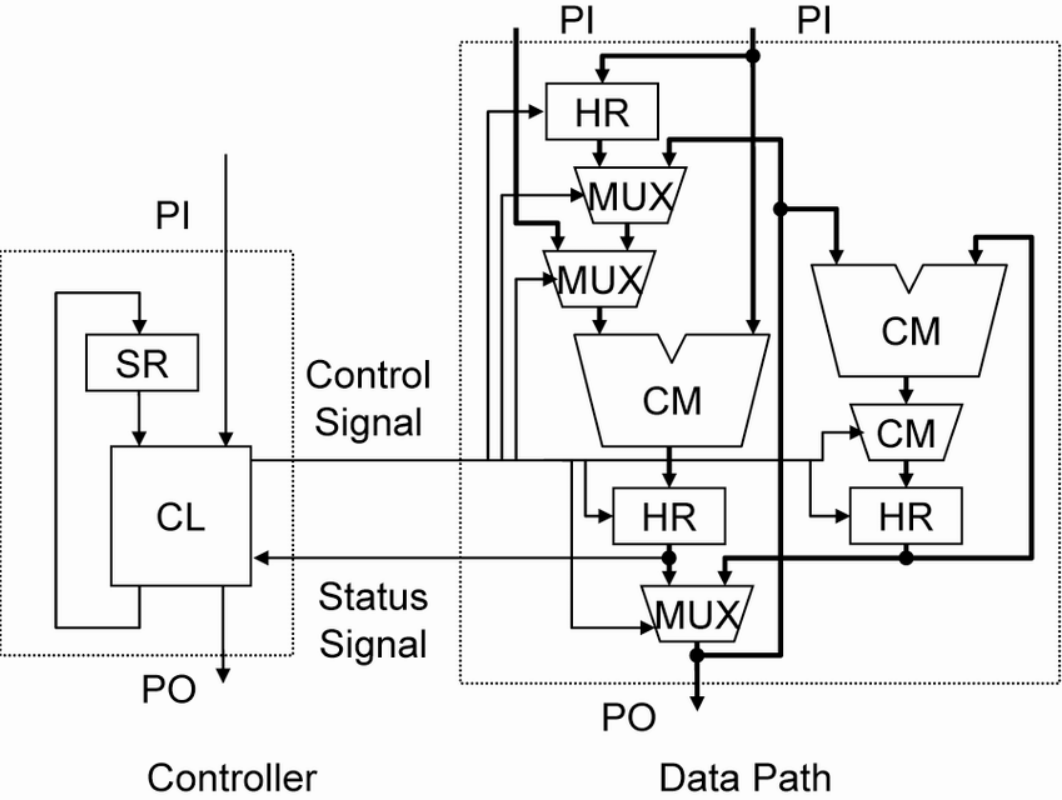 PI
PI
HR
MUX
PI
MUX
CM
SR
Control
Signal
CM
CM
CL
HR
HR
Status
Signal
MUX
PO
PO
Controller
Data Path